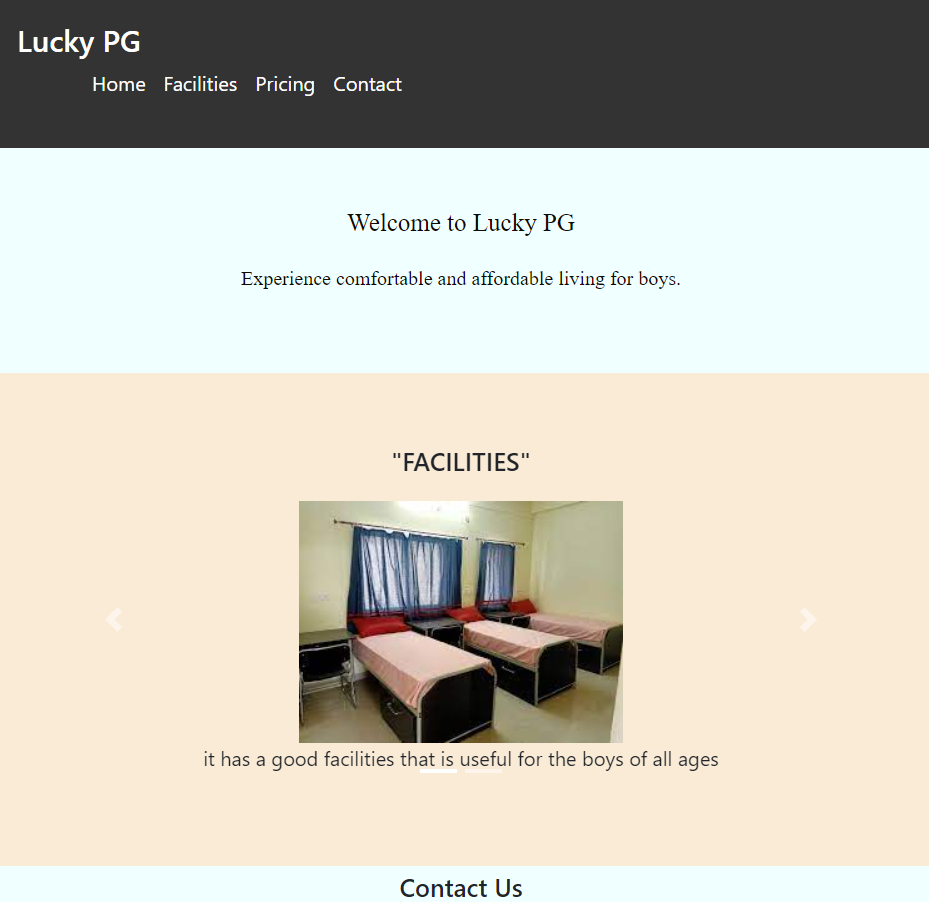 Lucky PG
Home Facilities Pricing Contact
Welcome to Lucky PG
Experience comfortable and affordable living for boys.
"FACILITIES"
it has a good facilities that is useful for the boys of all ages
Contact Us